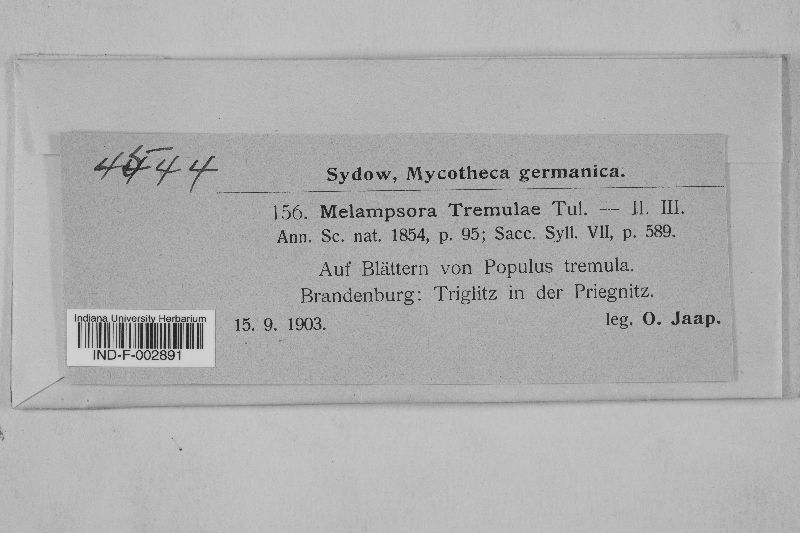 Sydow, Mycotheca germanica.
156. Melampsora Tremulae Tul. — II. III.
Ann. Sc. nat. 1854, p. 95; Sacc. Syll. VII, p. 589.
Auf Blättern von Populus tremula.
Brandenburg: Triglitz in der Priegnitz.
15. 9. 1903. leg. O. Jaap.
Indiana University Herbarium
IND-F-002891